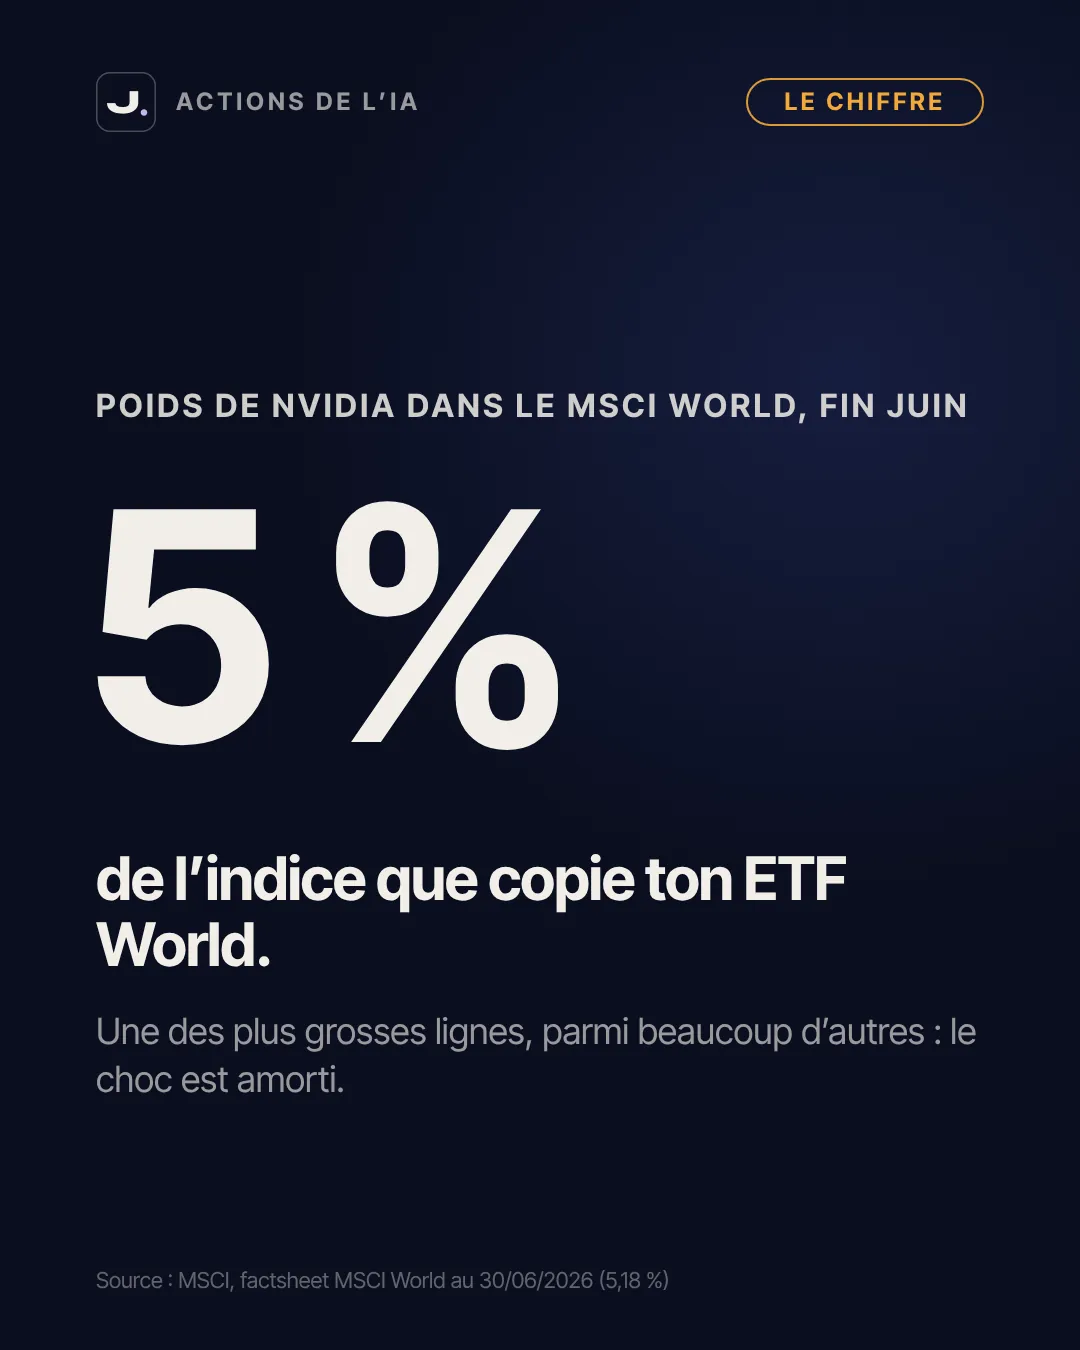 J. ACTIONS DE L’IA
LE CHIFFRE
POIDS DE NVIDIA DANS LE MSCI WORLD, FIN JUIN
5 %
de l’indice que copie ton ETF
World.
Une des plus grosses lignes, parmi beaucoup d’autres : le
choc est amorti.
Source : MSCI, factsheet MSCI World au 30/06/2026 (5,18 %)